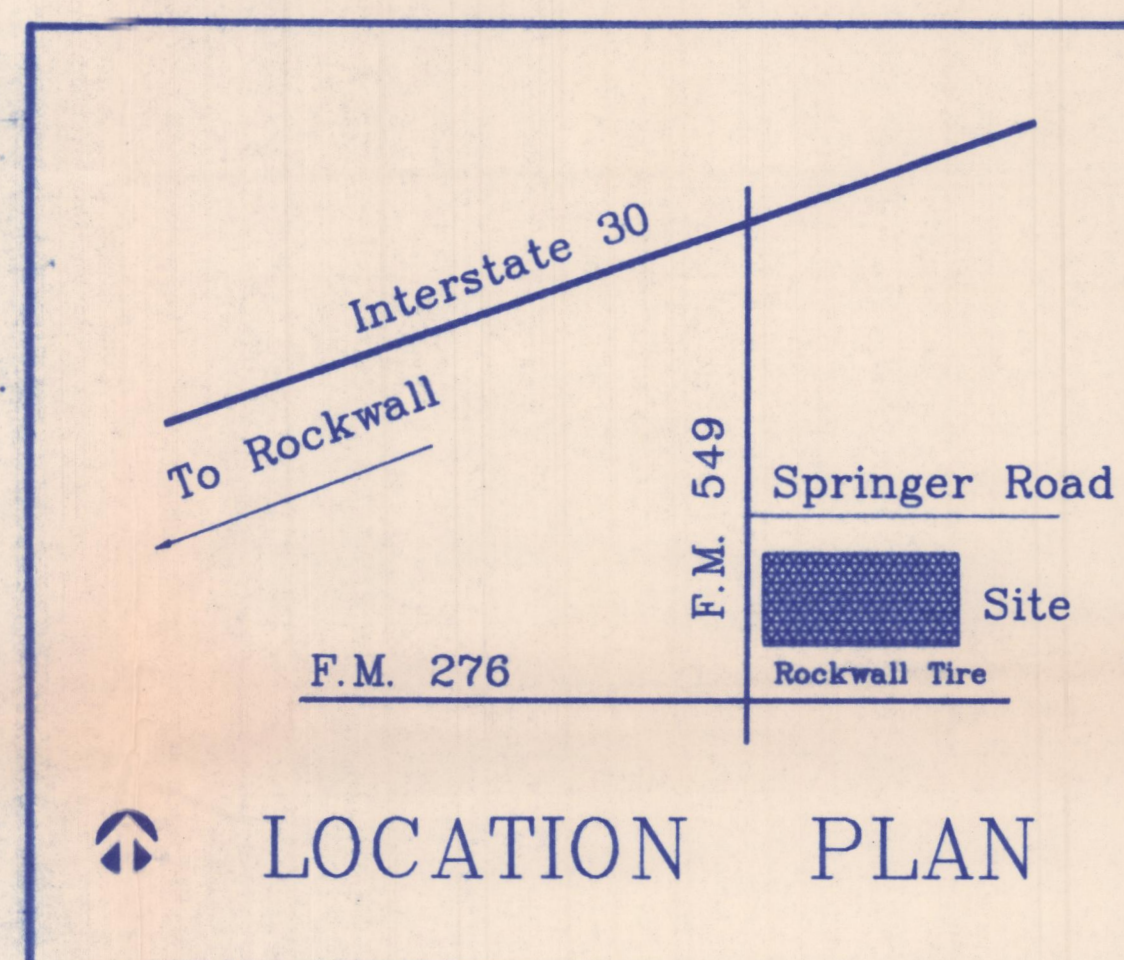 Interstate 30
To Rockwall
F.M. 549
Springer Road
Site
Rockwall Tire
F.M. 276
LOCATION PLAN